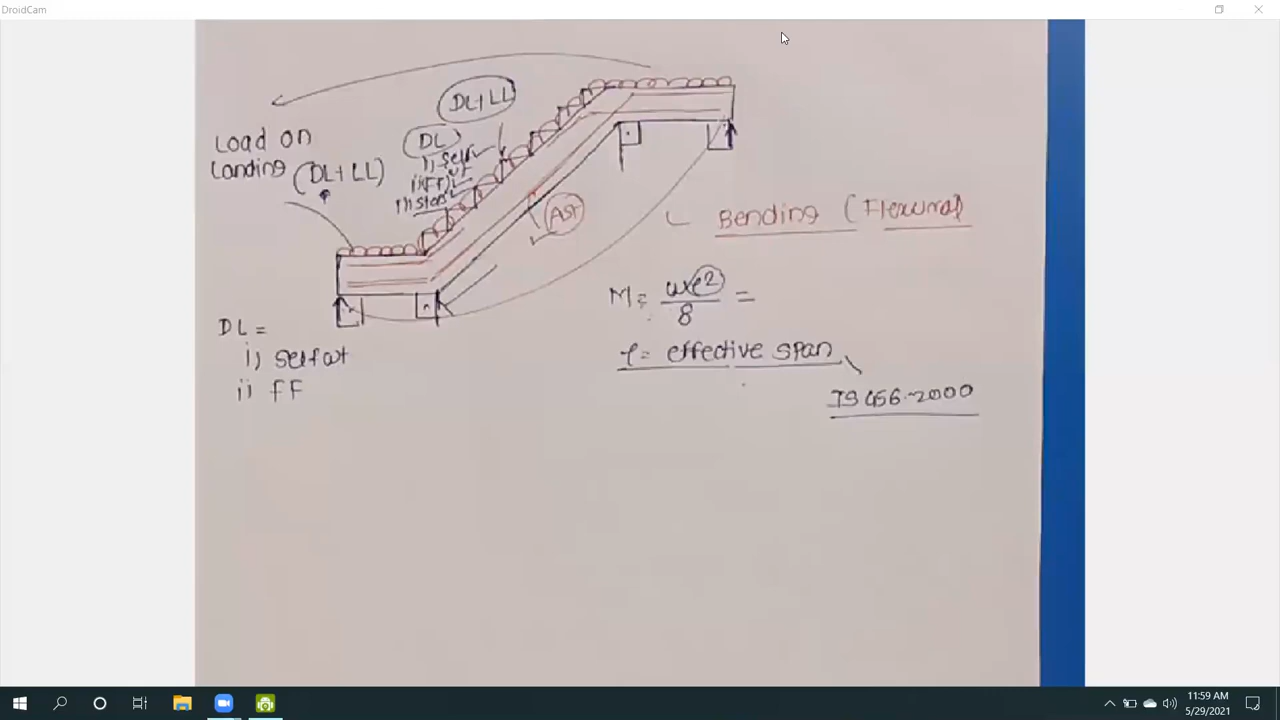 DroidCam
DL+LL
Load on
Landing (DL+LL)
DL
i) self wt
ii) FF
iii) Steps
Ast
Bending (Flexural)
M = wxl2 =
8
l = effective span
IS 456-2000
DL =
i) self wt
ii) FF
11:59 AM
5/29/2021